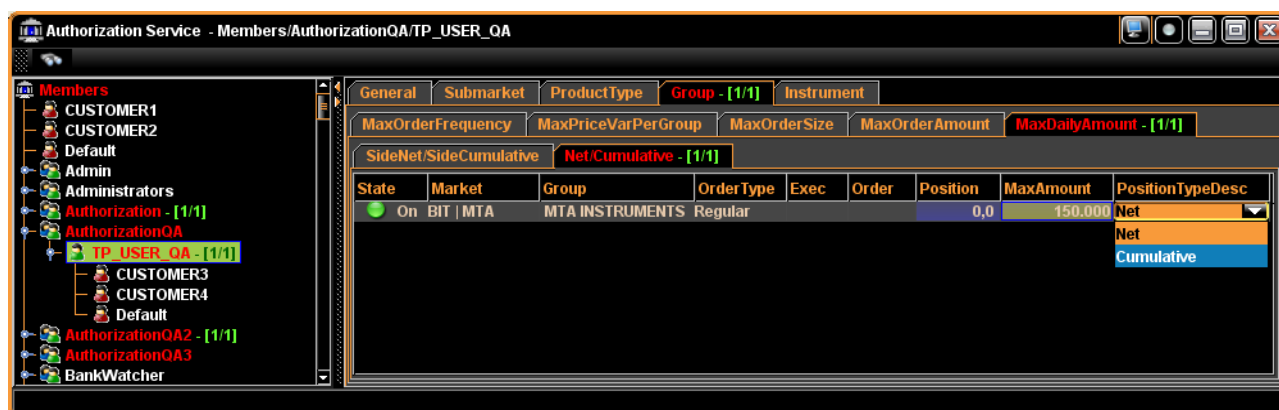 Authorization Service - Members/AuthorizationQA/TP_USER_QA
Members
CUSTOMER1
CUSTOMER2
Default
Admin
Administrators
Authorization - [1/1]
AuthorizationQA
TP_USER_QA - [1/1]
CUSTOMER3
CUSTOMER4
Default
AuthorizationQA2 - [1/1]
AuthorizationQA3
BankWatcher
General Submarket ProductType Group - [1/1] Instrument
MaxOrderFrequency MaxPriceVarPerGroup MaxOrderSize MaxOrderAmount MaxDailyAmount - [1/1]
SideNet/SideCumulative Net/Cumulative - [1/1]
State Market Group OrderType Exec Order Position MaxAmount PositionTypeDesc
On BIT | MTA MTA INSTRUMENTS Regular 0,0 150.000 Net
Net
Cumulative